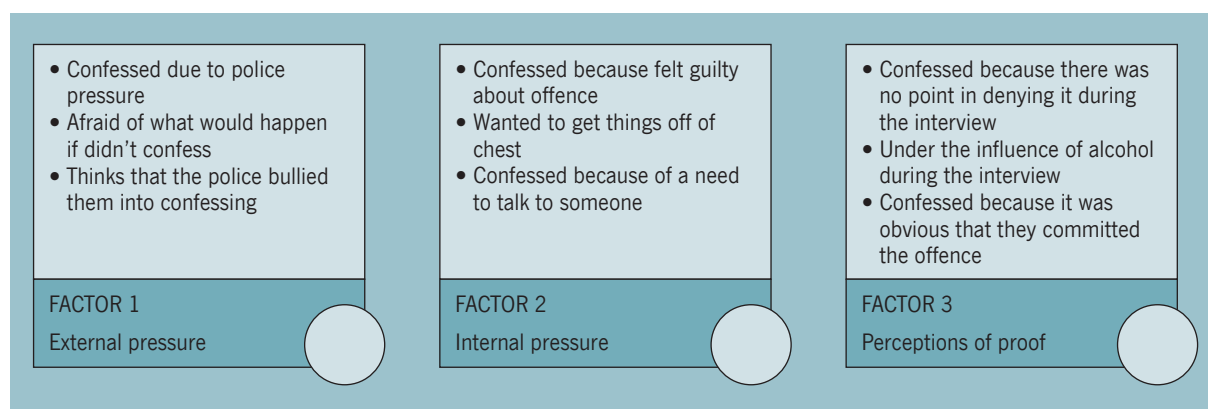 • Confessed due to police
pressure
• Afraid of what would happen
if didn't confess
• Thinks that the police bullied
them into confessing
FACTOR 1
External pressure
• Confessed because felt guilty
about offence
• Wanted to get things off of
chest
• Confessed because of a need
to talk to someone
FACTOR 2
Internal pressure
• Confessed because there was
no point in denying it during
the interview
• Under the influence of alcohol
during the interview
• Confessed because it was
obvious that they committed
the offence
FACTOR 3
Perceptions of proof